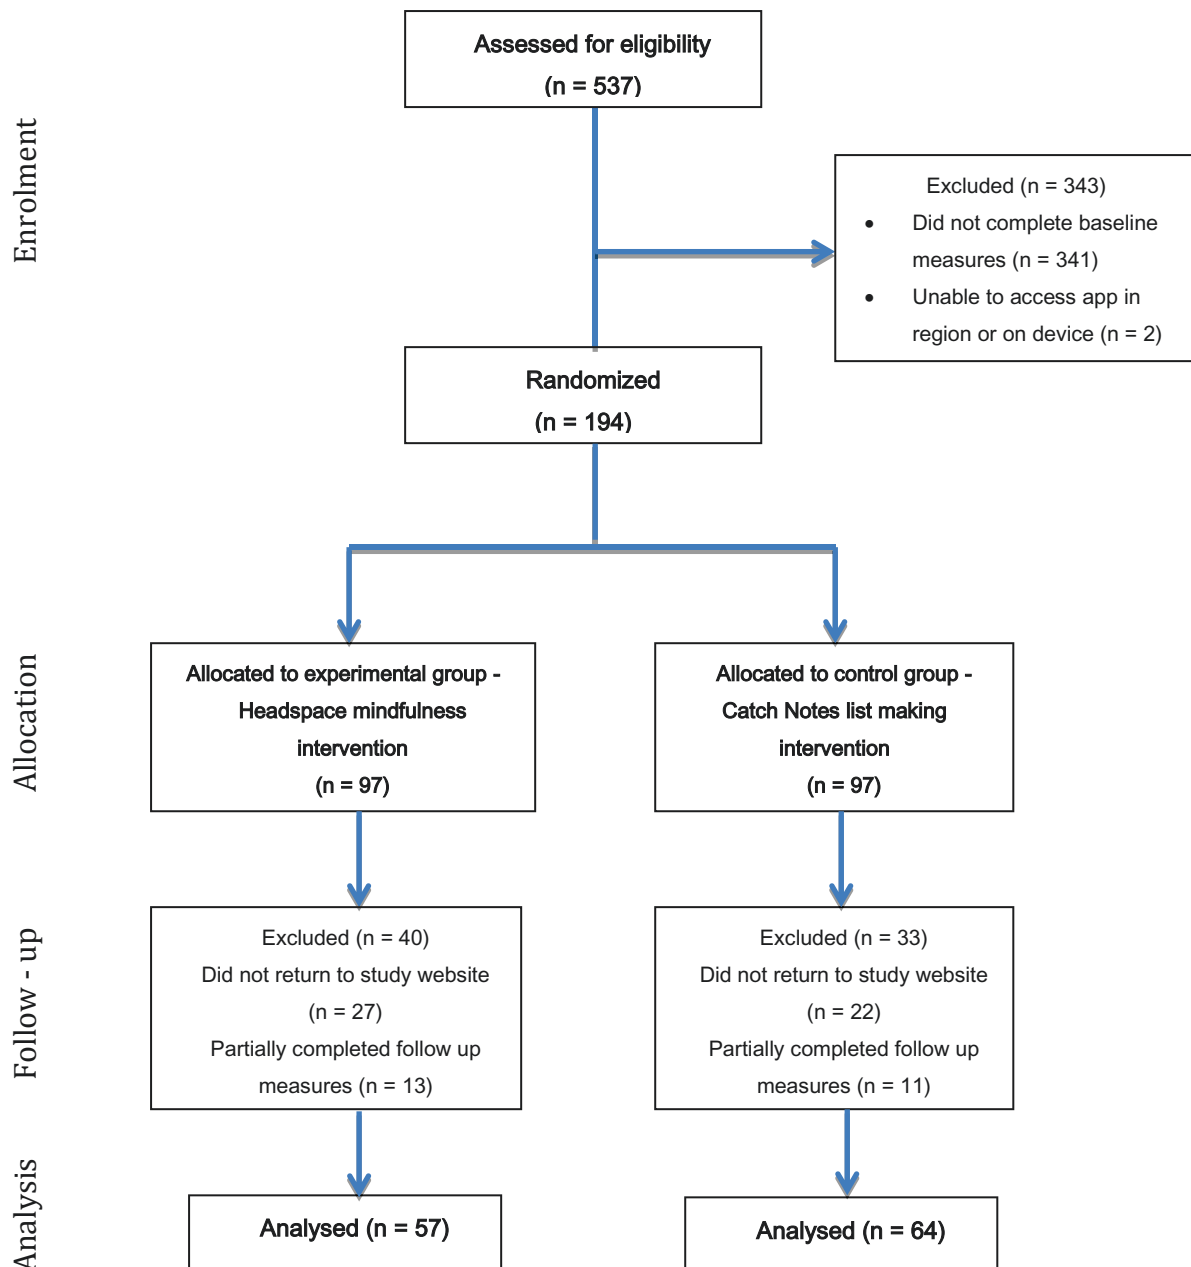 Assessed for eligibility
(n = 537)
Enrolment
Excluded (n = 343)
• Did not complete baseline
measures (n = 341)
• Unable to access app in
region or on device (n = 2)
Randomized
(n = 194)
Allocation
Allocated to experimental group -
Headspace mindfulness
intervention
(n = 97)
Allocated to control group -
Catch Notes list making
intervention
(n = 97)
Follow - up
Excluded (n = 40)
Did not return to study website
(n = 27)
Partially completed follow up
measures (n = 13)
Excluded (n = 33)
Did not return to study website
(n = 22)
Partially completed follow up
measures (n = 11)
Analysis
Analysed (n = 57)
Analysed (n = 64)